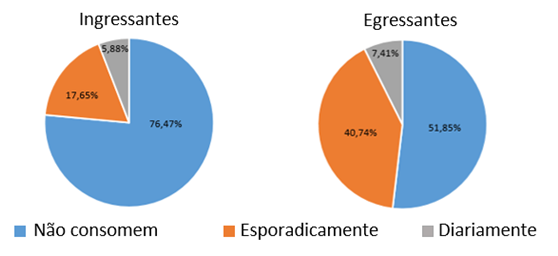 Ingressantes Egressantes
5,88% 7,41%
17,65% 76,47% 40,74% 51,85%
Não consomem Esporadicamente Diariamente